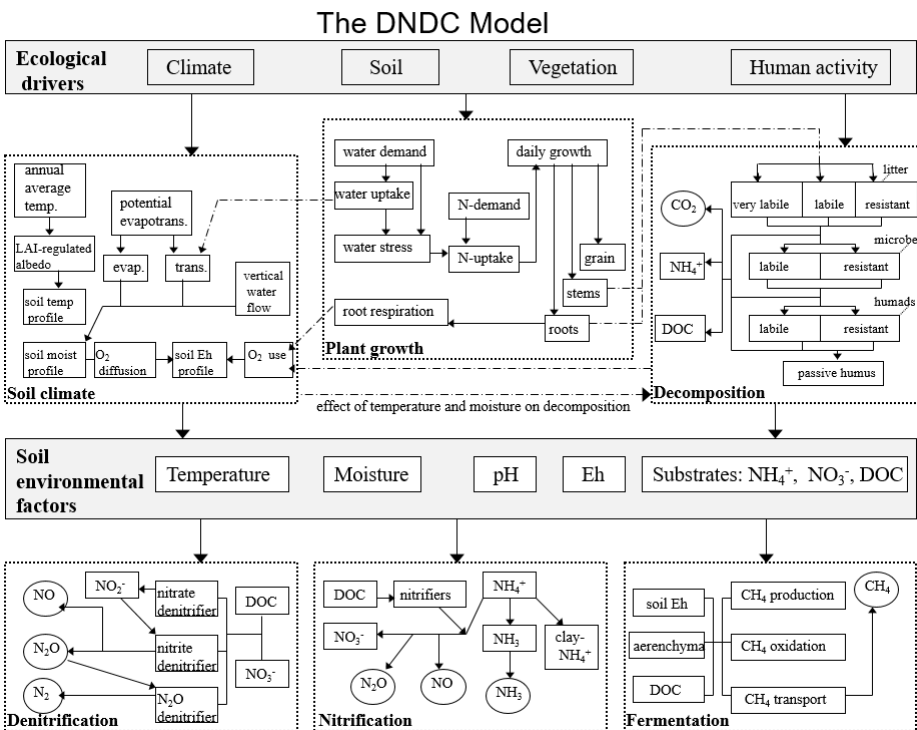 The DNDC Model
Ecological
drivers
Climate
Soil
Vegetation
Human activity
annual
average
temp.
potential
evapotrans.
LAI-regulated
albedo
evap.
trans.
vertical
water
flow
soil temp
profile
soil moist
profile
O₂
diffusion
soil Eh
profile
O₂ use
Soil climate
water demand
daily growth
water uptake
N-demand
water stress
N-uptake
grain
stems
root respiration
roots
Plant growth
litter
CO₂
very labile
labile
resistant
microbe
NH₄⁺
labile
resistant
humads
DOC
labile
resistant
passive humus
Decomposition
effect of temperature and moisture on decomposition
Soil
environmental
factors
Temperature
Moisture
pH
Eh
Substrates: NH₄⁺, NO₃⁻, DOC
NO
NO₂⁻
nitrate
denitrifier
DOC
N₂O
nitrite
denitrifier
NO₃⁻
N₂
N₂O
denitrifier
Denitrification
DOC
nitrifiers
NH₄⁺
NO₃⁻
NH₃
clay-
NH₄⁺
N₂O
NO
NH₃
Nitrification
soil Eh
CH₄ production
CH₄
aerenchyma
CH₄ oxidation
DOC
CH₄ transport
Fermentation